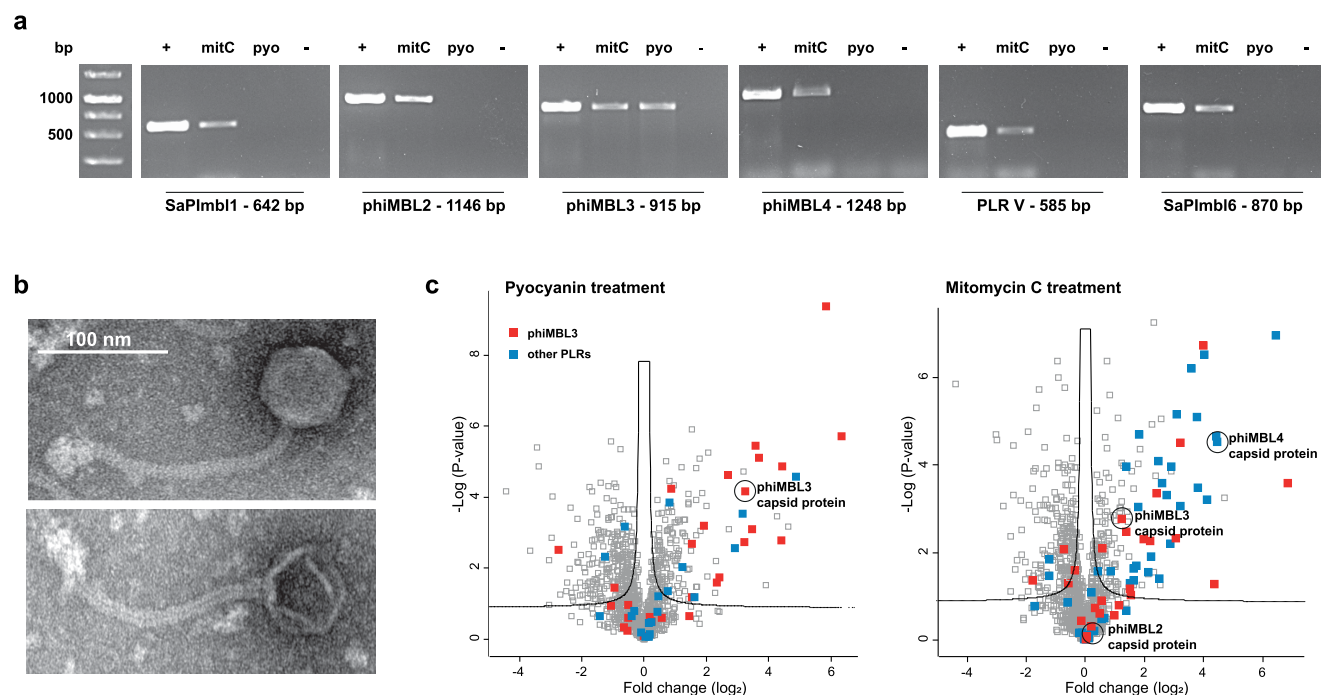 a
bp + mitC pyo - + mitC pyo - + mitC pyo - + mitC pyo - + mitC pyo - + mitC pyo -
1000
500
SaPImbl1 - 642 bp phiMBL2 - 1146 bp phiMBL3 - 915 bp phiMBL4 - 1248 bp PLR V - 585 bp SaPImbl6 - 870 bp
b
100 nm
c
Pyocyanin treatment
phiMBL3
other PLRs
phiMBL3
capsid protein
-Log (P-value)
8
6
4
2
0
-4 -2 0 2 4 6
Fold change (log₂)
Mitomycin C treatment
phiMBL4
capsid protein
phiMBL3
capsid protein
phiMBL2
capsid protein
-Log (P-value)
6
4
2
0
-4 -2 0 2 4 6
Fold change (log₂)